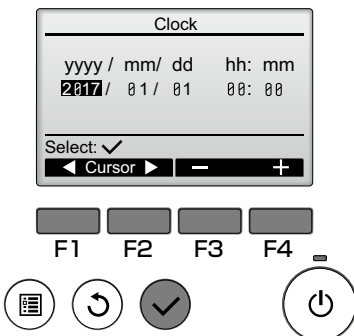 Clock
yyyy / mm/ dd hh: mm
2017/ 01/ 01 00: 00
Select:
Cursor − +
F1 F2 F3 F4